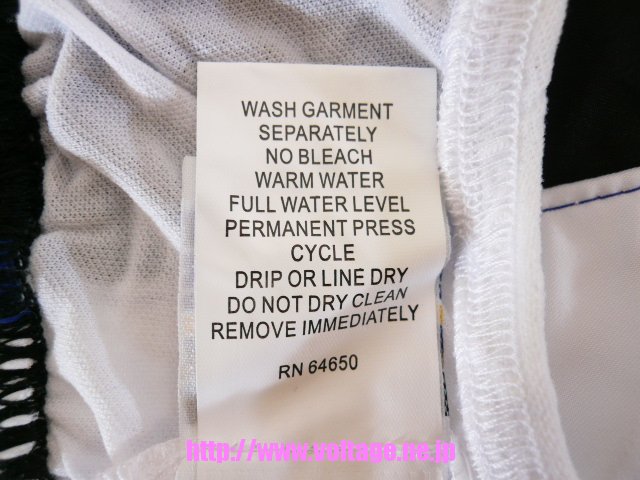 WASH GARMENT
SEPARATELY
NO BLEACH
WARM WATER
FULL WATER LEVEL
PERMANENT PRESS
CYCLE
DRIP OR LINE DRY
DO NOT DRY CLEAN
REMOVE IMMEDIATELY
RN 64650
http://www.voltage.ne.jp